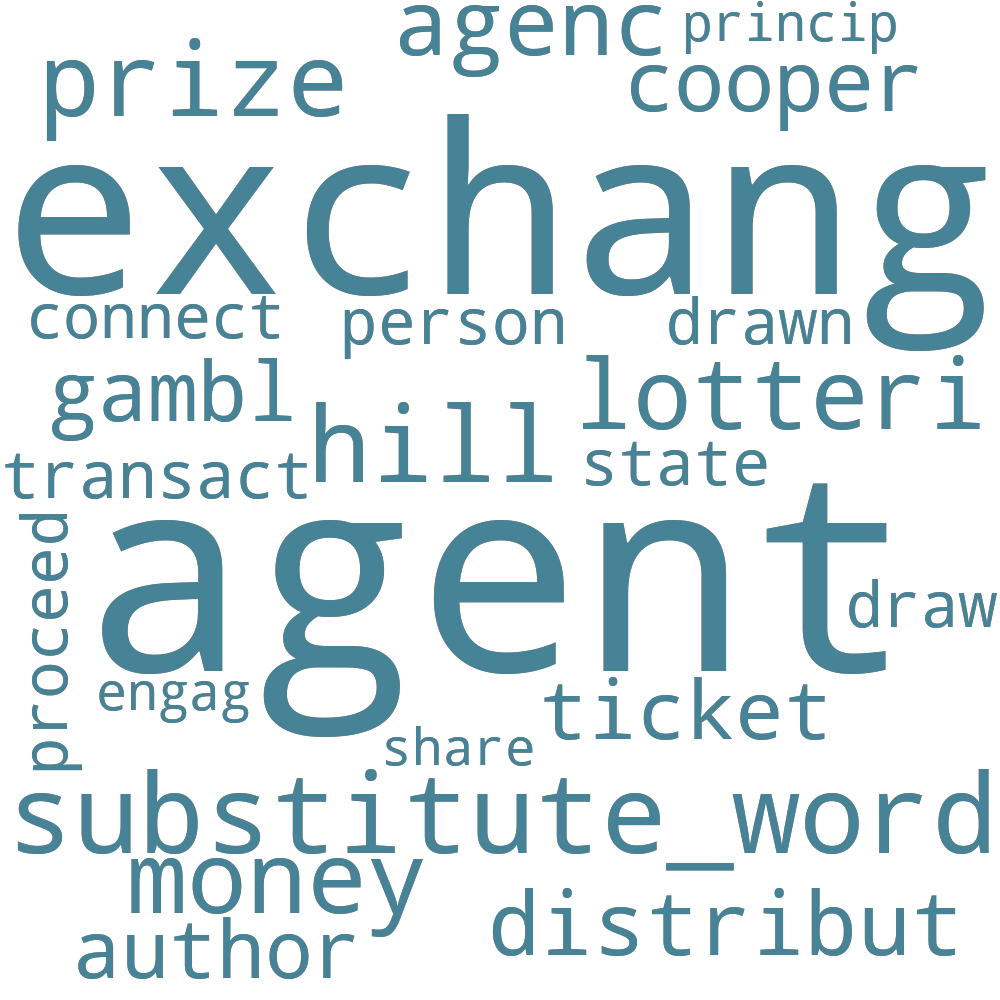 agenc princip
prize cooper
exchang
connect person drawn
gambl hill lotteri
transact state
proceed agent draw
engag ticket
share
substitute_word
money distribut
author